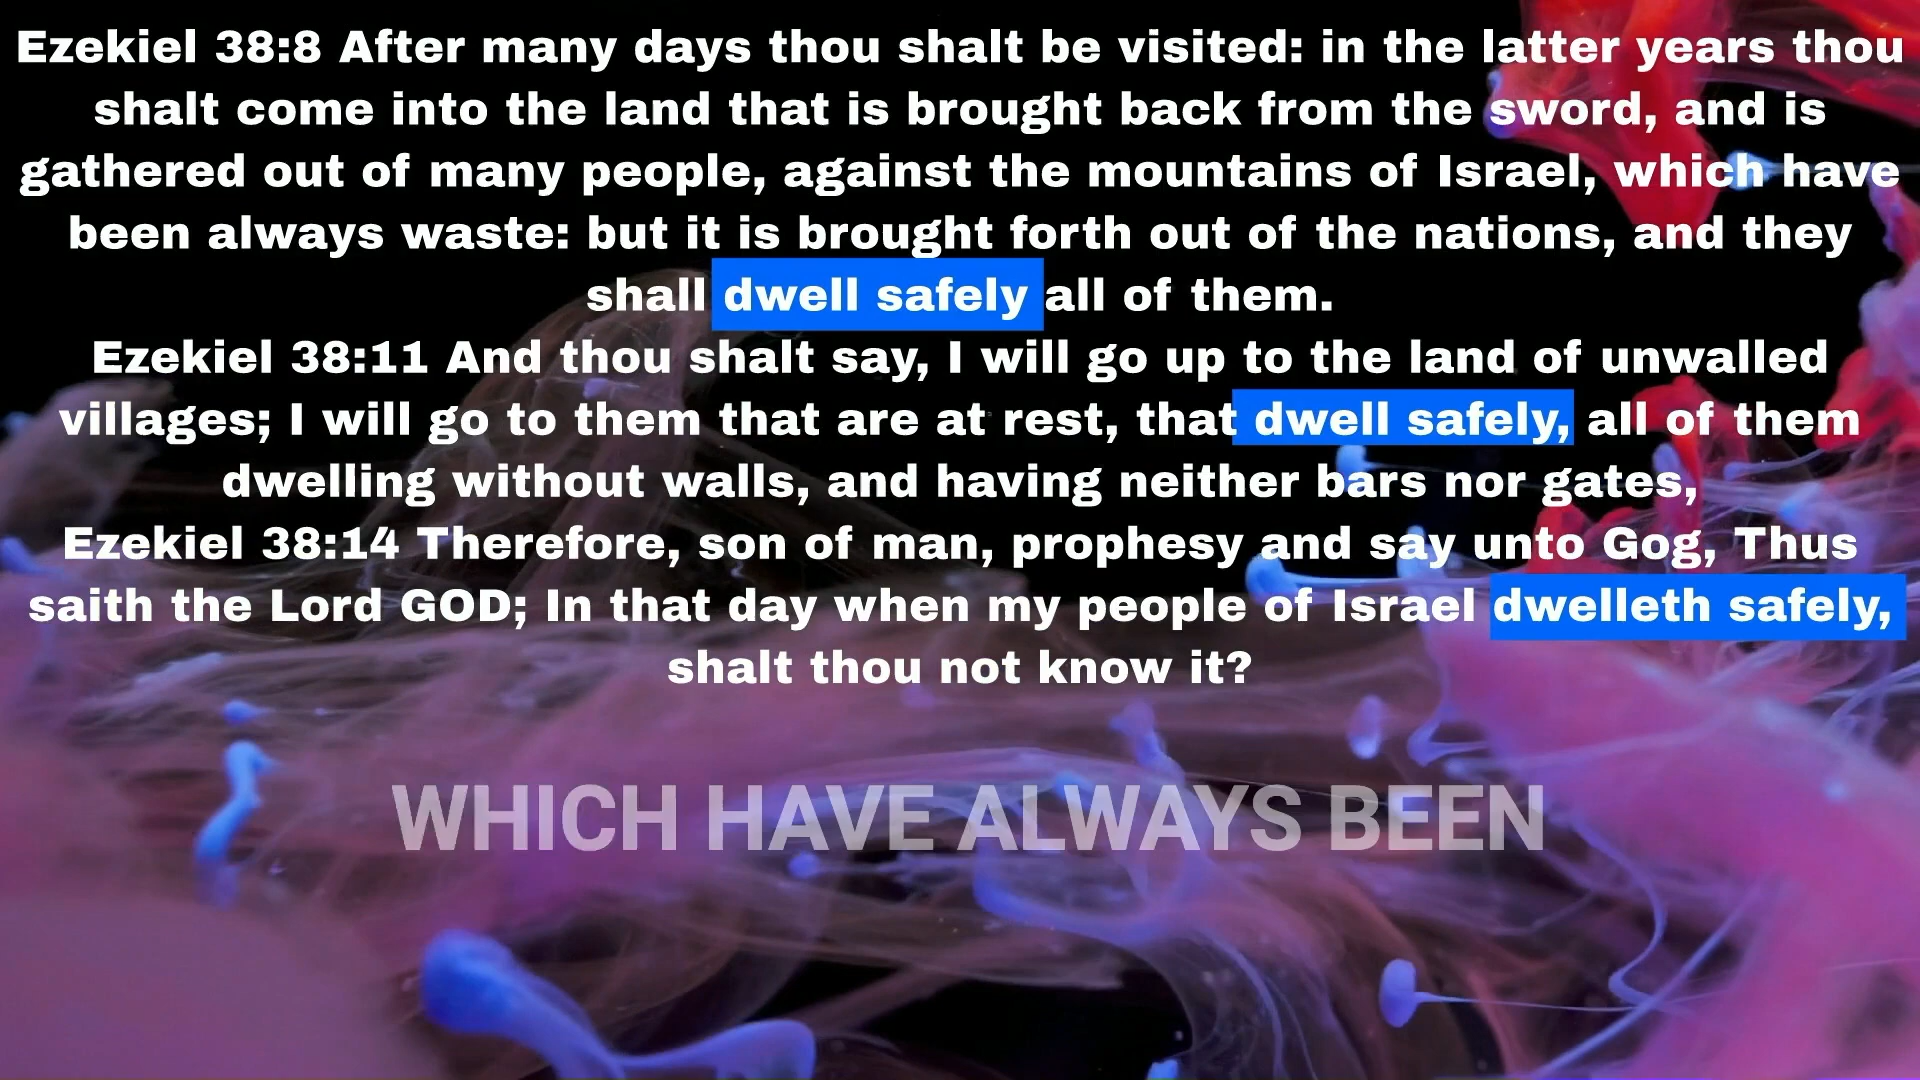 Ezekiel 38:8 After many days thou shalt be visited: in the latter years thou
shalt come into the land that is brought back from the sword, and is
gathered out of many people, against the mountains of Israel, which have
been always waste: but it is brought forth out of the nations, and they
shall dwell safely all of them.
Ezekiel 38:11 And thou shalt say, I will go up to the land of unwalled
villages; I will go to them that are at rest, that dwell safely, all of them
dwelling without walls, and having neither bars nor gates,
Ezekiel 38:14 Therefore, son of man, prophesy and say unto Gog, Thus
saith the Lord GOD; In that day when my people of Israel dwelleth safely,
shalt thou not know it?
WHICH HAVE ALWAYS BEEN